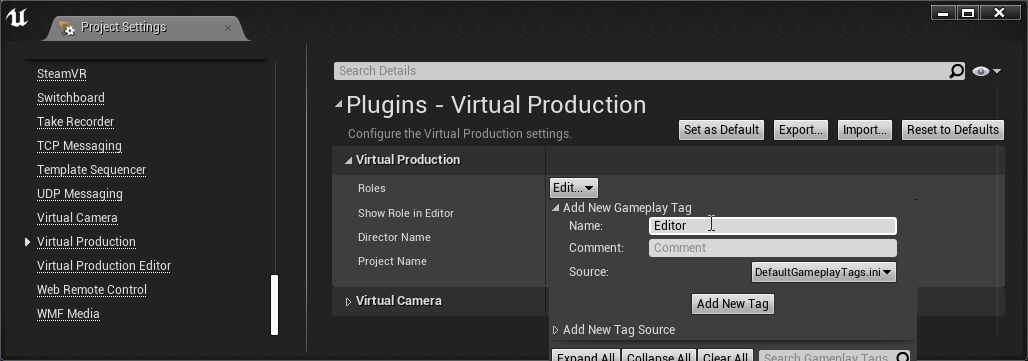 Project Settings
SteamVR
Switchboard
Take Recorder
TCP Messaging
Template Sequencer
UDP Messaging
Virtual Camera
Virtual Production
Virtual Production Editor
Web Remote Control
WMF Media
Search Details
Plugins - Virtual Production
Configure the Virtual Production settings.
Set as Default Export... Import... Reset to Defaults
Virtual Production
Roles Edit...
Show Role in Editor
Director Name
Project Name
Virtual Camera
Add New Gameplay Tag
Name: Editor
Comment: Comment
Source: DefaultGameplayTags.ini
Add New Tag
Add New Tag Source
Expand All Collapse All Clear All Search Gameplay Tags